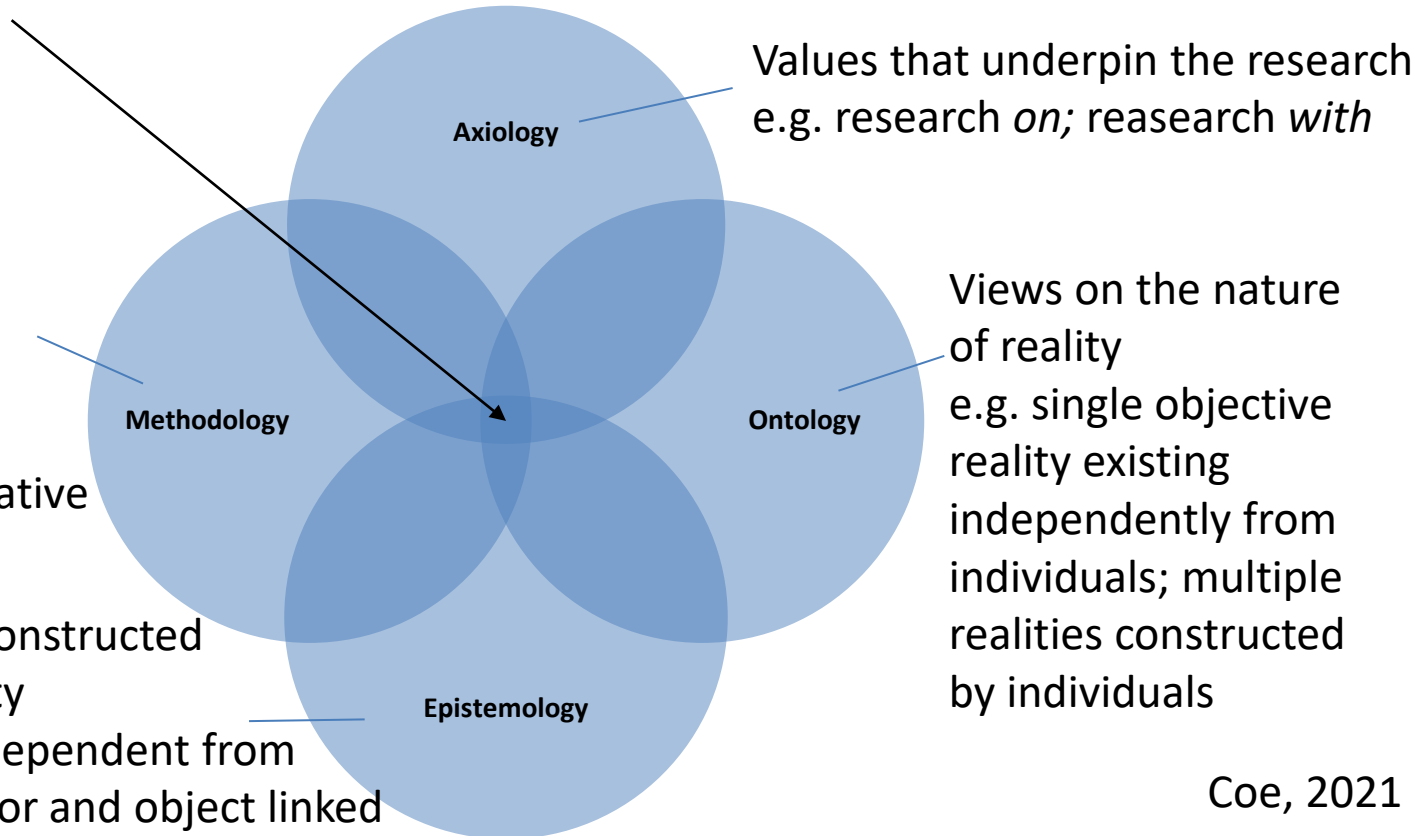 Values that underpin the research
e.g. research on; reasearch with
Axiology
Views on the nature
of reality
e.g. single objective
reality existing
independently from
individuals; multiple
realities constructed
by individuals
Methodology
Ontology
ative
onstructed
ty
Epistemology
ependent from
or and object linked
Coe, 2021